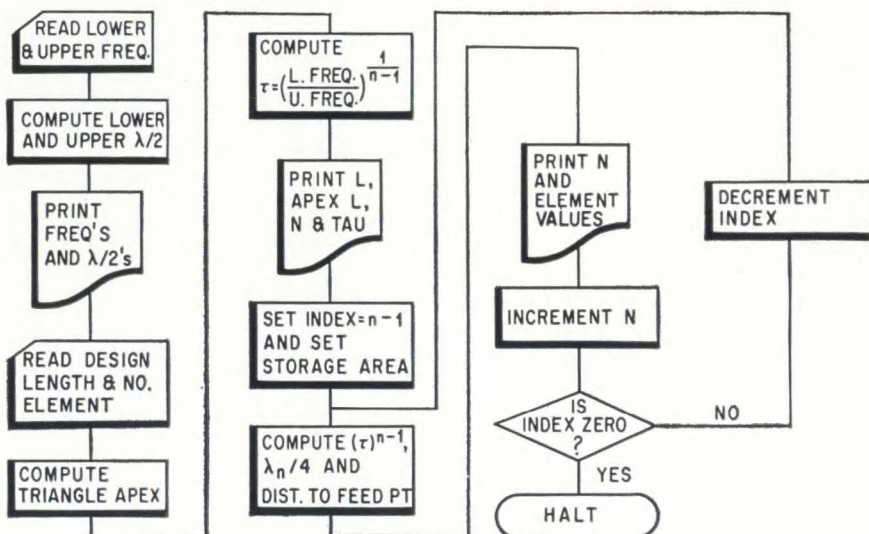 READ LOWER
& UPPER FREQ.
COMPUTE LOWER
AND UPPER λ/2
PRINT
FREQ'S
AND λ/2's
READ DESIGN
LENGTH & NO.
ELEMENT
COMPUTE
TRIANGLE APEX
COMPUTE
τ=(L. FREQ./U. FREQ.)^(1/n-1)
PRINT L,
APEX L,
N & TAU
SET INDEX=n-1
AND SET
STORAGE AREA
COMPUTE (τ)ⁿ⁻¹,
λₙ/4 AND
DIST. TO FEED PT
PRINT N
AND
ELEMENT
VALUES
INCREMENT N
IS
INDEX ZERO
?
NO
YES
HALT
DECREMENT
INDEX